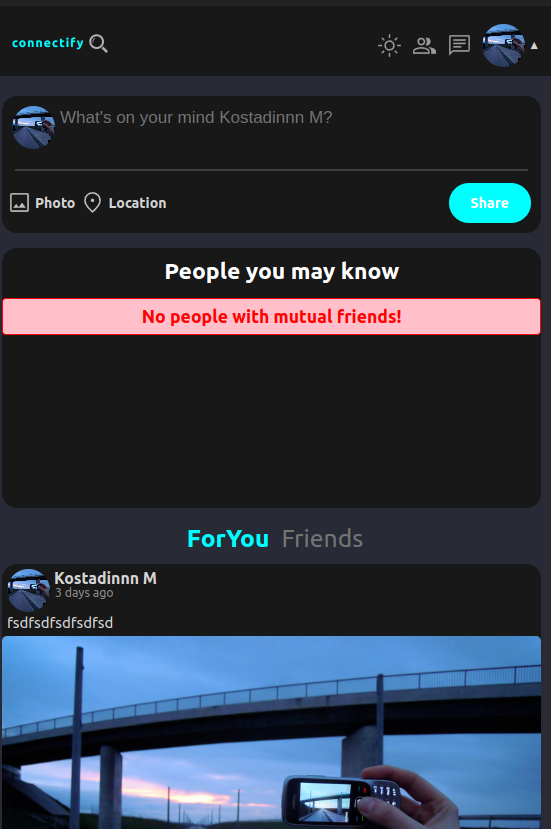 connectify
What's on your mind Kostadinnn M?
Photo Location Share
People you may know
No people with mutual friends!
ForYou Friends
Kostadinnn M
3 days ago
fsdfsdfsdfsdfsd